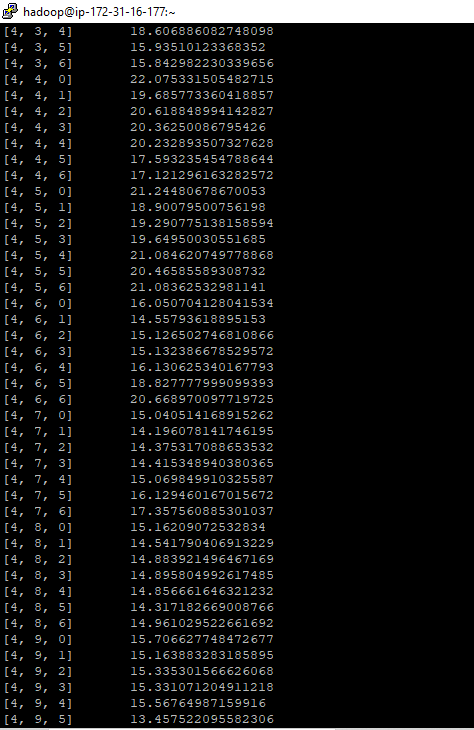 hadoop@ip-172-31-16-177:~
[4, 3, 4] 18.606886082748098
[4, 3, 5] 15.93510123368352
[4, 3, 6] 15.842982230339656
[4, 4, 0] 22.075331505482715
[4, 4, 1] 19.685773360418857
[4, 4, 2] 20.618848994142827
[4, 4, 3] 20.36250086795426
[4, 4, 4] 20.232893507327628
[4, 4, 5] 17.593235454788644
[4, 4, 6] 17.121296163282572
[4, 5, 0] 21.24480678670053
[4, 5, 1] 18.90079500756198
[4, 5, 2] 19.290775138158594
[4, 5, 3] 19.64950030551685
[4, 5, 4] 21.084620749778868
[4, 5, 5] 20.46585589308732
[4, 5, 6] 21.08362532981141
[4, 6, 0] 16.050704128041534
[4, 6, 1] 14.55793618895153
[4, 6, 2] 15.126502746810866
[4, 6, 3] 15.132386678529572
[4, 6, 4] 16.130625340167793
[4, 6, 5] 18.827777999099393
[4, 6, 6] 20.668970097719725
[4, 7, 0] 15.040514168915262
[4, 7, 1] 14.196078141746195
[4, 7, 2] 14.375317088653532
[4, 7, 3] 14.415348940380365
[4, 7, 4] 15.069849910325587
[4, 7, 5] 16.129460167015672
[4, 7, 6] 17.357560885301037
[4, 8, 0] 15.16209072532834
[4, 8, 1] 14.541790406913229
[4, 8, 2] 14.883921496467169
[4, 8, 3] 14.895804992617485
[4, 8, 4] 14.856661646321232
[4, 8, 5] 14.317182669008766
[4, 8, 6] 14.961029522661692
[4, 9, 0] 15.706627748472677
[4, 9, 1] 15.163883283185895
[4, 9, 2] 15.335301566626068
[4, 9, 3] 15.331071204911218
[4, 9, 4] 15.56764987159916
[4, 9, 5] 13.457522095582306